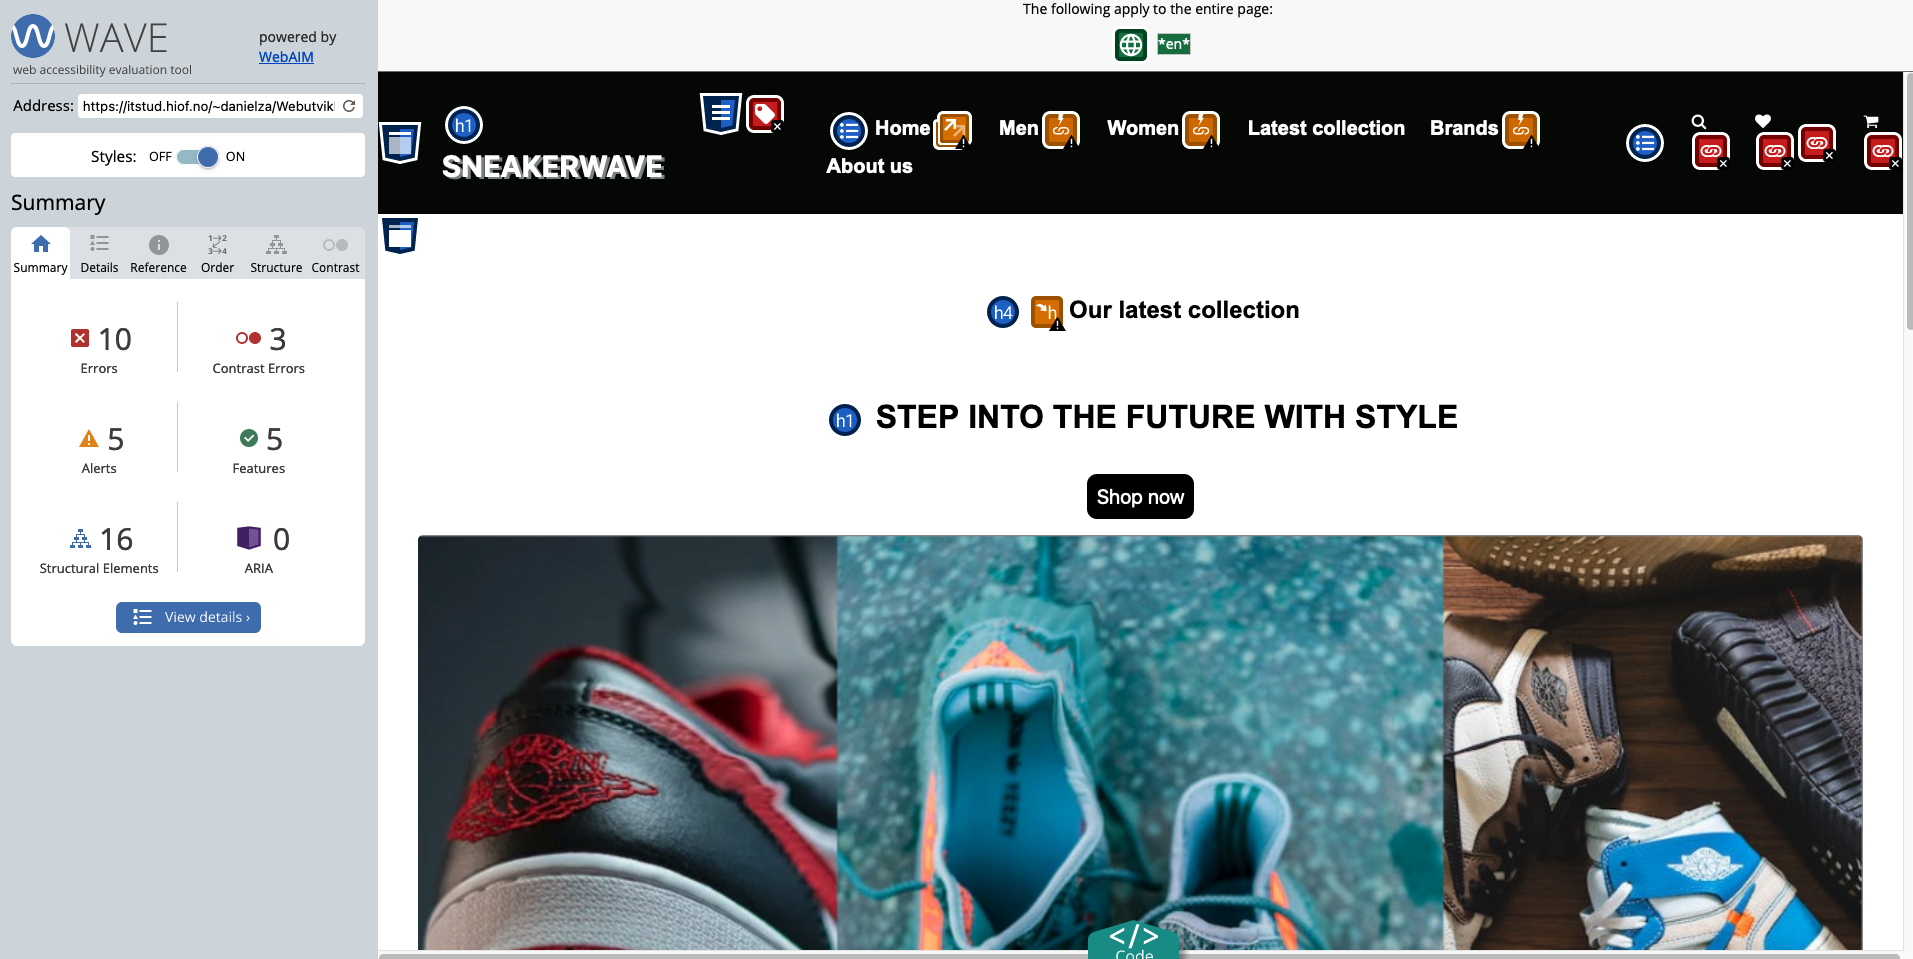 WAVE
web accessibility evaluation tool
powered by
WebAIM
Address: https://itstud.hiof.no/~danielza/Webutvik
Styles: OFF ON
Summary
Summary Details Reference Order Structure Contrast
10
Errors
3
Contrast Errors
5
Alerts
5
Features
16
Structural Elements
0
ARIA
View details ›
The following apply to the entire page:
*en*
h1
SNEAKERWAVE
Home Men Women Latest collection Brands
About us
h4 h Our latest collection
h1 STEP INTO THE FUTURE WITH STYLE
Shop now
</>
Code